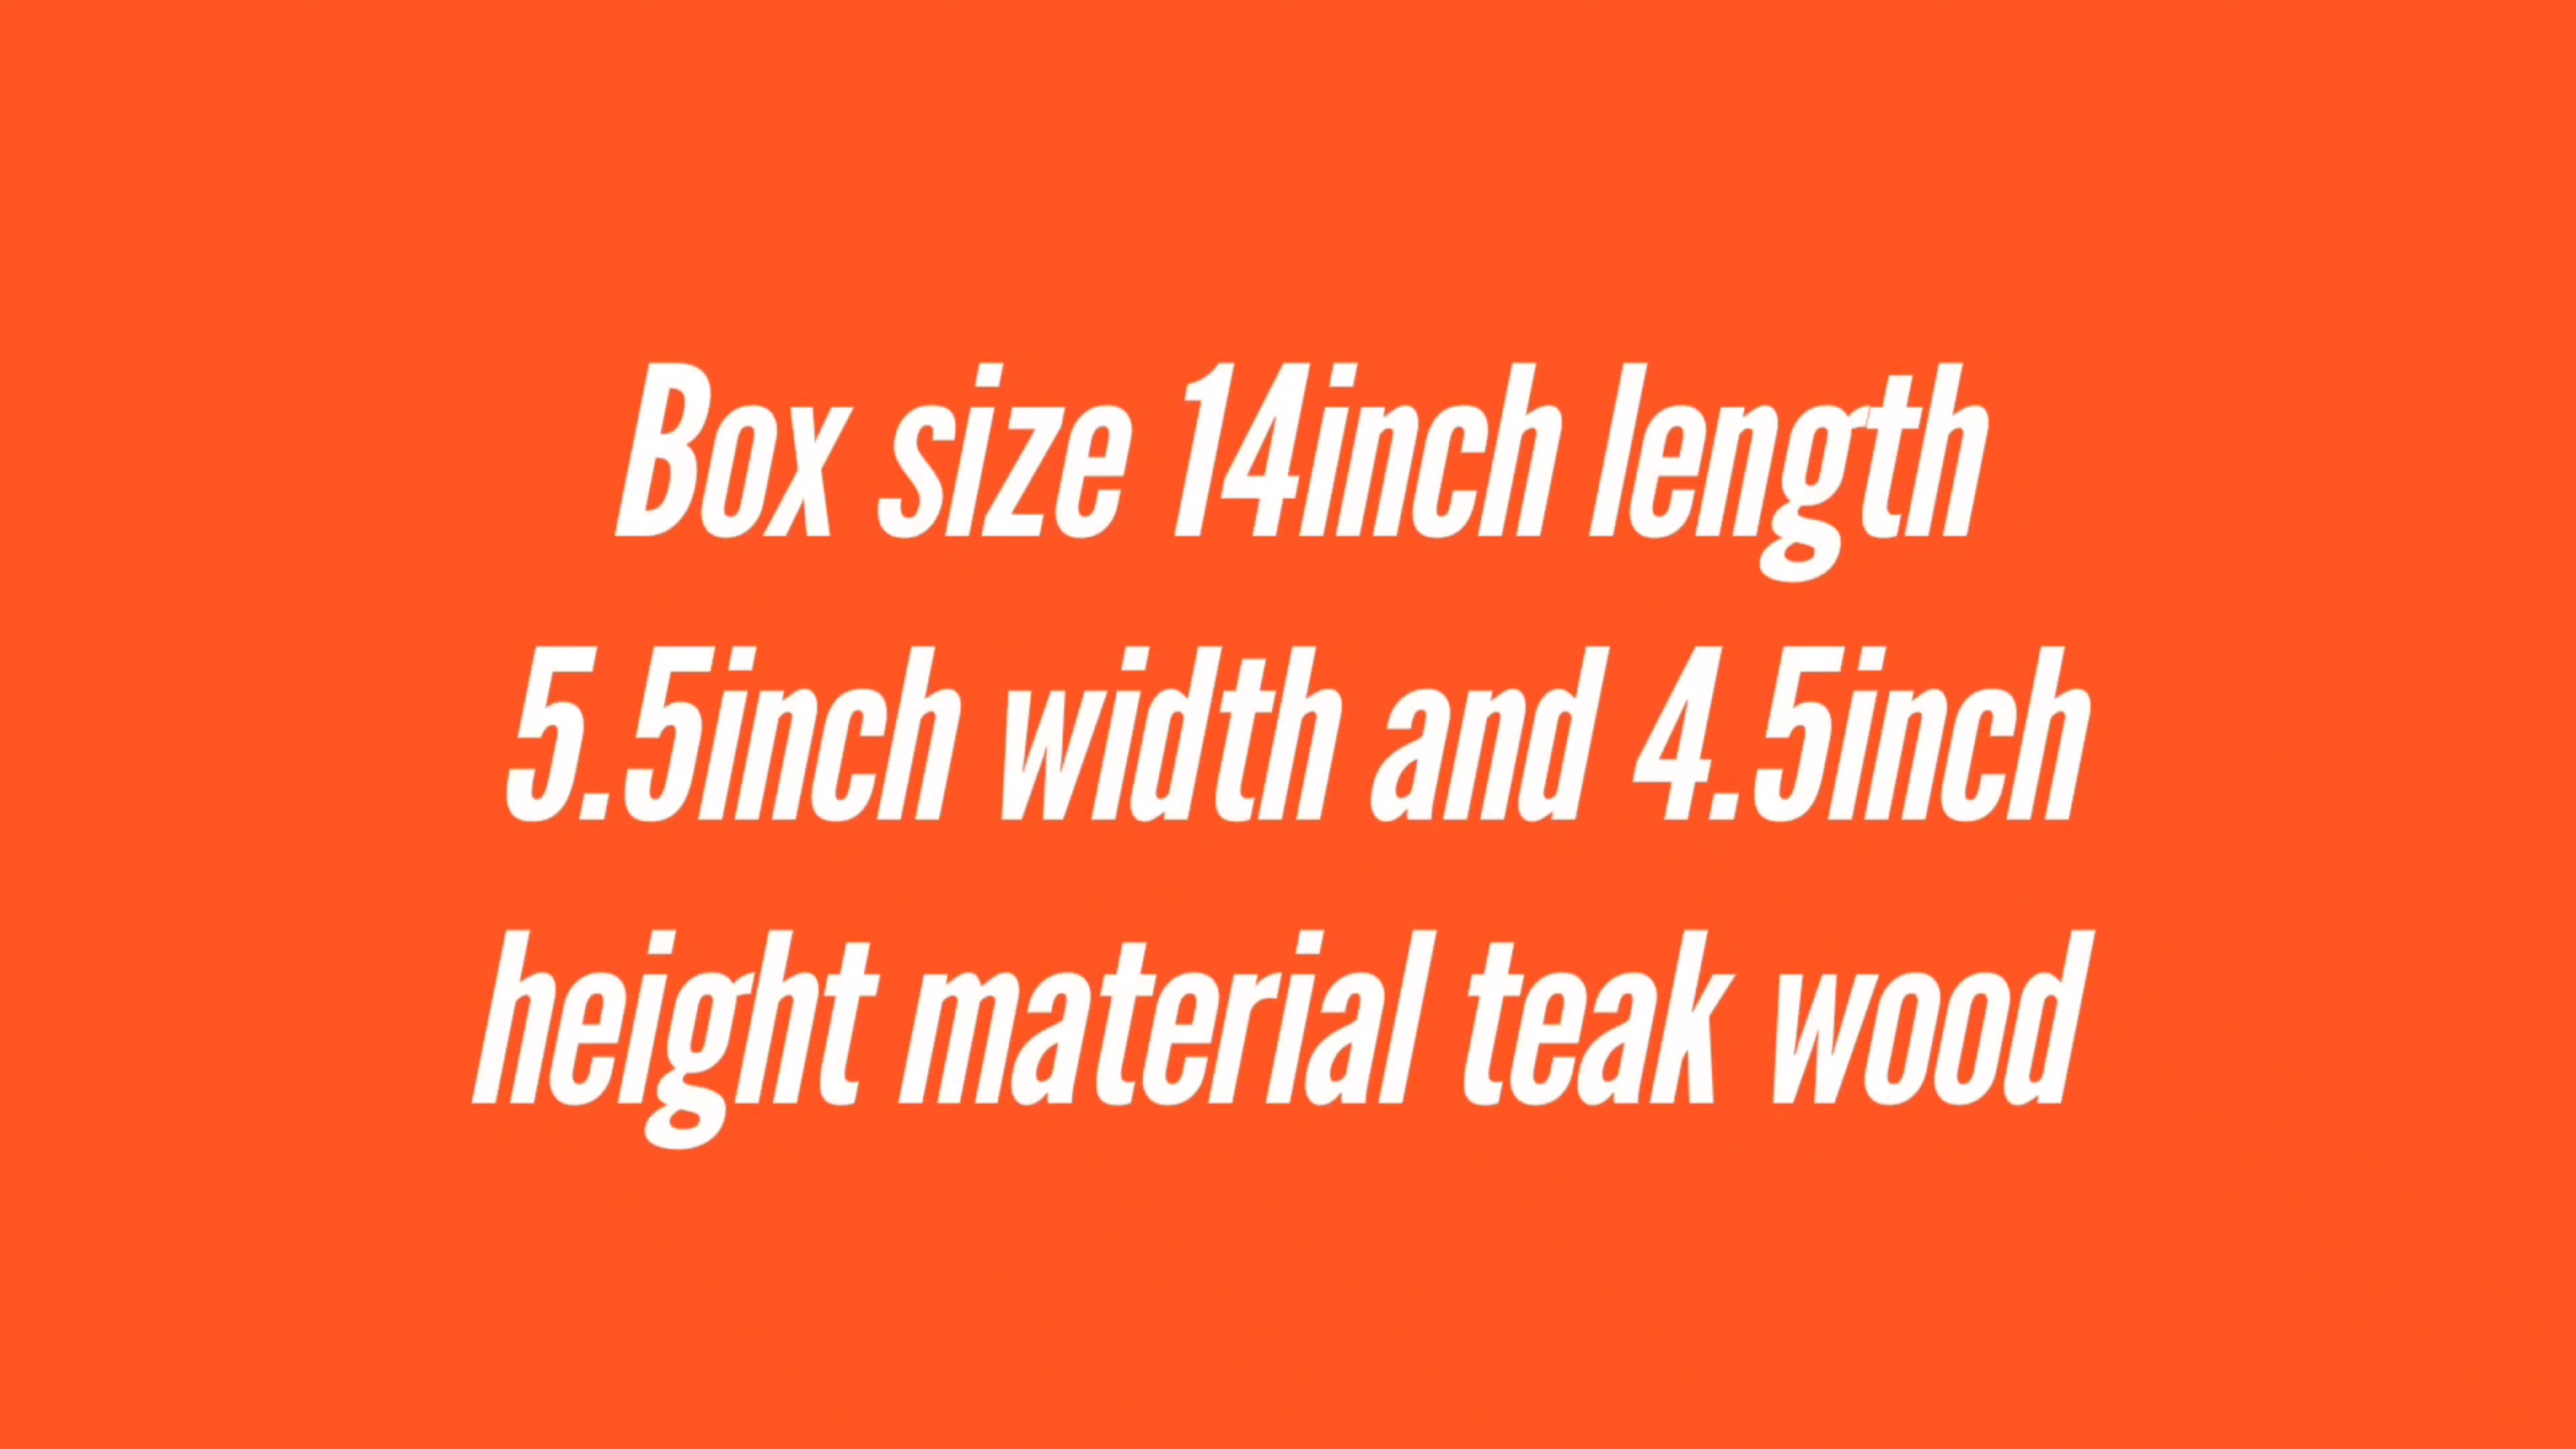 Box size 14inch length
5.5inch width and 4.5inch
height material teak wood